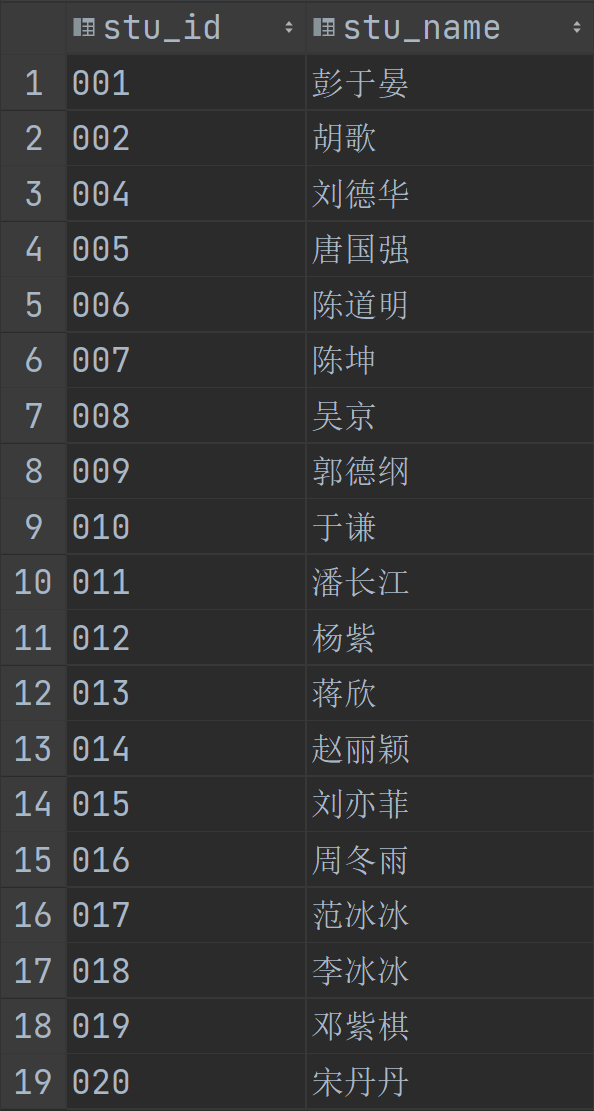 stu_id stu_name
1 001 彭于晏
2 002 胡歌
3 004 刘德华
4 005 唐国强
5 006 陈道明
6 007 陈坤
7 008 吴京
8 009 郭德纲
9 010 于谦
10 011 潘长江
11 012 杨紫
12 013 蒋欣
13 014 赵丽颖
14 015 刘亦菲
15 016 周冬雨
16 017 范冰冰
17 018 李冰冰
18 019 邓紫棋
19 020 宋丹丹